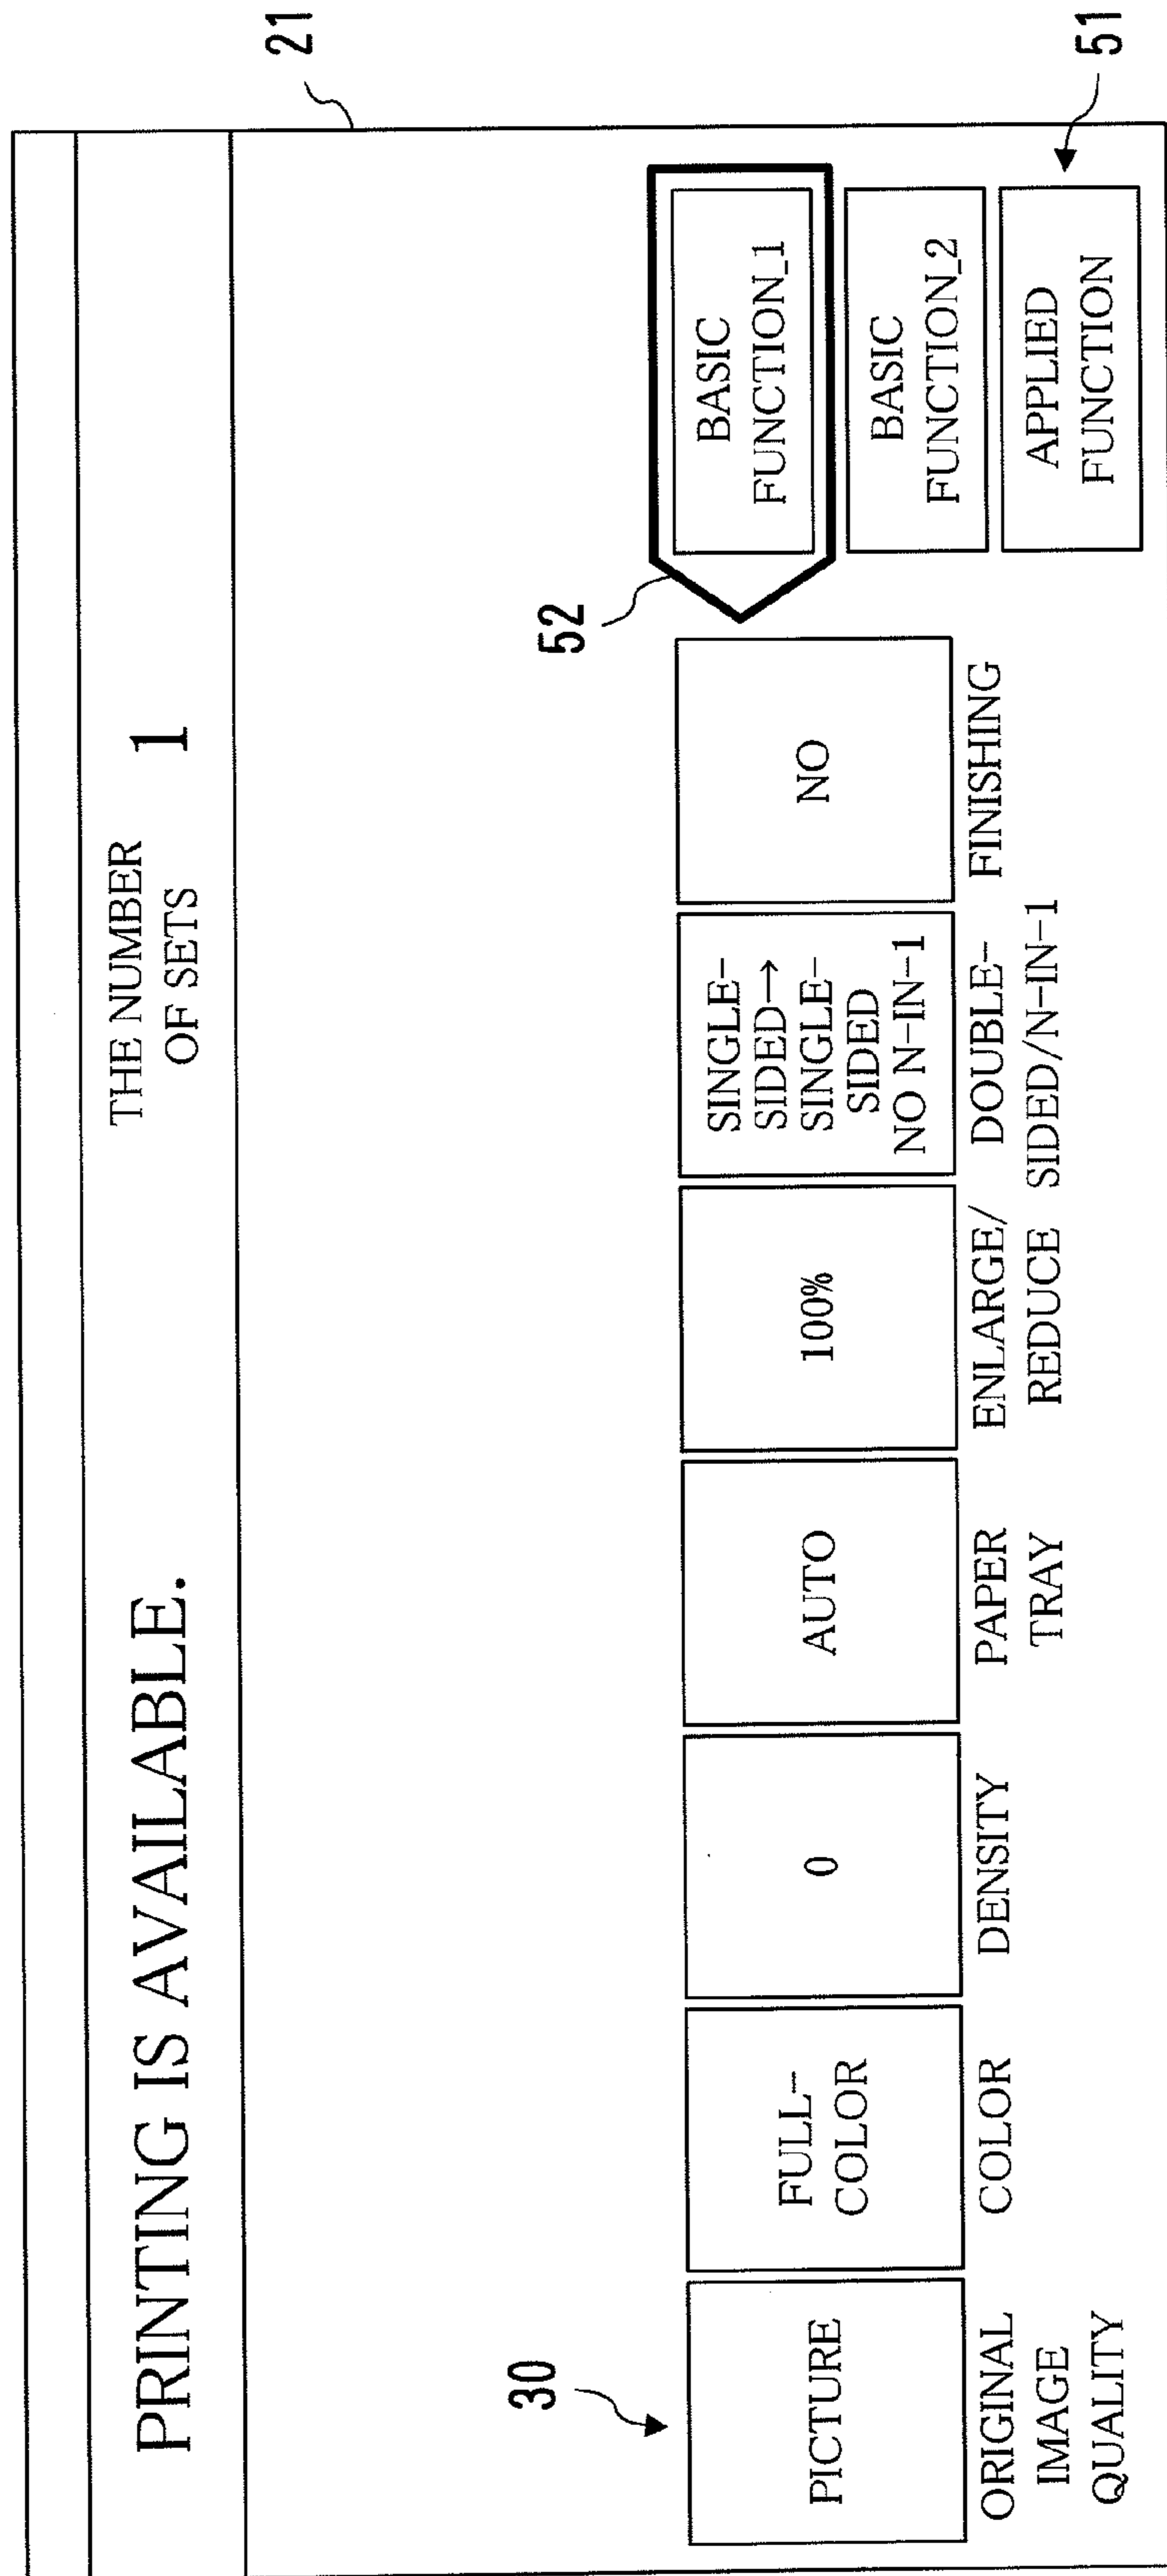 21
PRINTING IS AVAILABLE.
THE NUMBER
OF SETS
1
30
52
51
PICTURE
FULL-
COLOR
0
AUTO
100%
SINGLE-
SIDED→
SINGLE-
SIDED
NO N-IN-1
NO
BASIC
FUNCTION_1
BASIC
FUNCTION_2
APPLIED
FUNCTION
ORIGINAL
IMAGE
QUALITY
COLOR
DENSITY
PAPER
TRAY
ENLARGE/
REDUCE
DOUBLE-
SIDED/N-IN-1
FINISHING